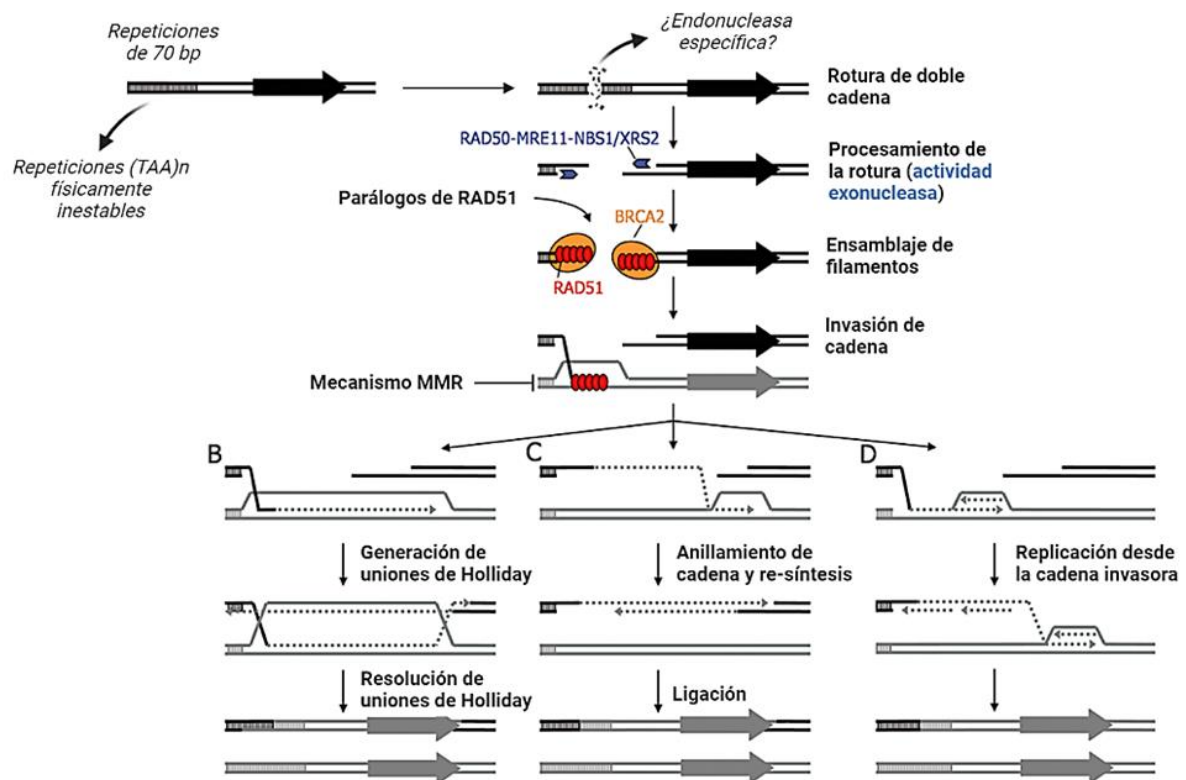 Repeticiones
de 70 bp
¿Endonucleasa
específica?
Rotura de doble
cadena
Repeticiones (TAA)n
físicamente
inestables
RAD50-MRE11-NBS1/XRS2
Procesamiento de
la rotura (actividad
exonucleasa)
Parálogos de RAD51
BRCA2
RAD51
Ensamblaje de
filamentos
Invasión de
cadena
Mecanismo MMR
B
C
D
Generación de
uniones de Holliday
Anillamiento de
cadena y re-síntesis
Replicación desde
la cadena invasora
Resolución de
uniones de Holliday
Ligación